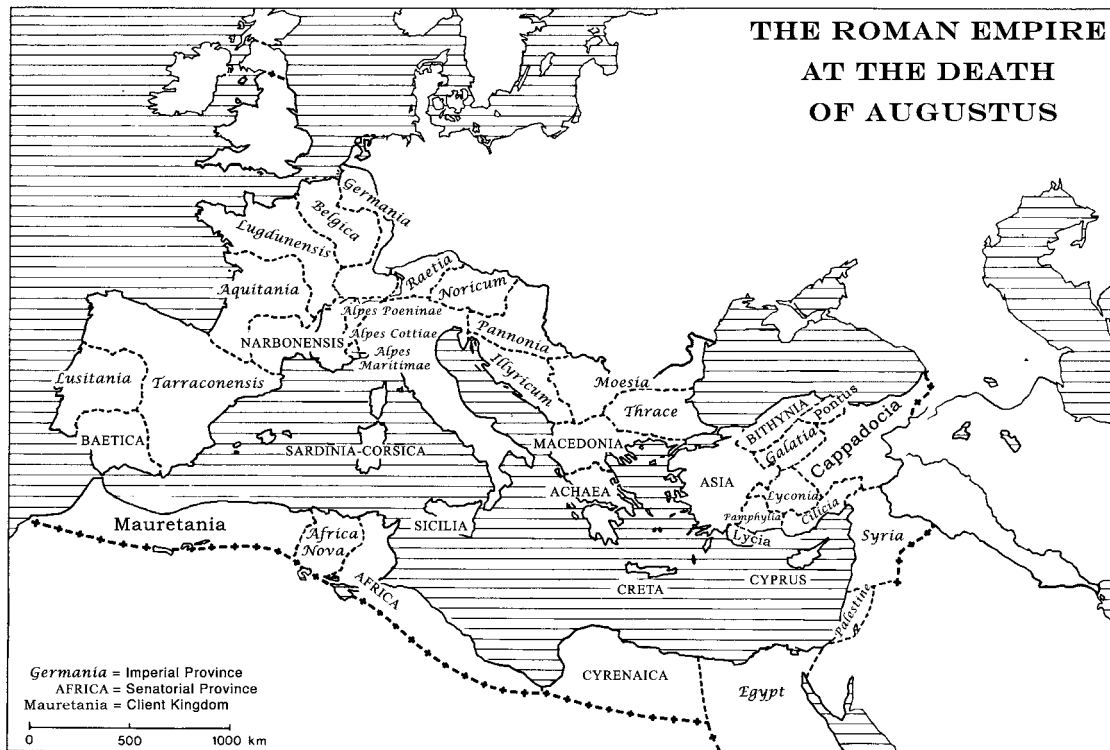 THE ROMAN EMPIRE
AT THE DEATH
OF AUGUSTUS
Germania
Belgica
Lugdunensis
Raetia
Noricum
Aquitania
Alpes Poeninae
NARBONENSIS
Alpes Cottiae
Alpes
Maritimae
Pannonia
Illyricum
Moesia
Thrace
Lusitania
Tarraconensis
BAETICA
SARDINIA-CORSICA
MACEDONIA
ACHAEA
SICILIA
BITHYNIA
Pontus
Galatia
Cappadocia
ASIA
Lyconia
Pamphylia
Cilicia
Lycia
Syria
CYPRUS
CRETA
Palestine
Mauretania
Africa
Nova
AFRICA
CYRENAICA
Egypt
Germania = Imperial Province
AFRICA = Senatorial Province
Mauretania = Client Kingdom
0 500 1000 km